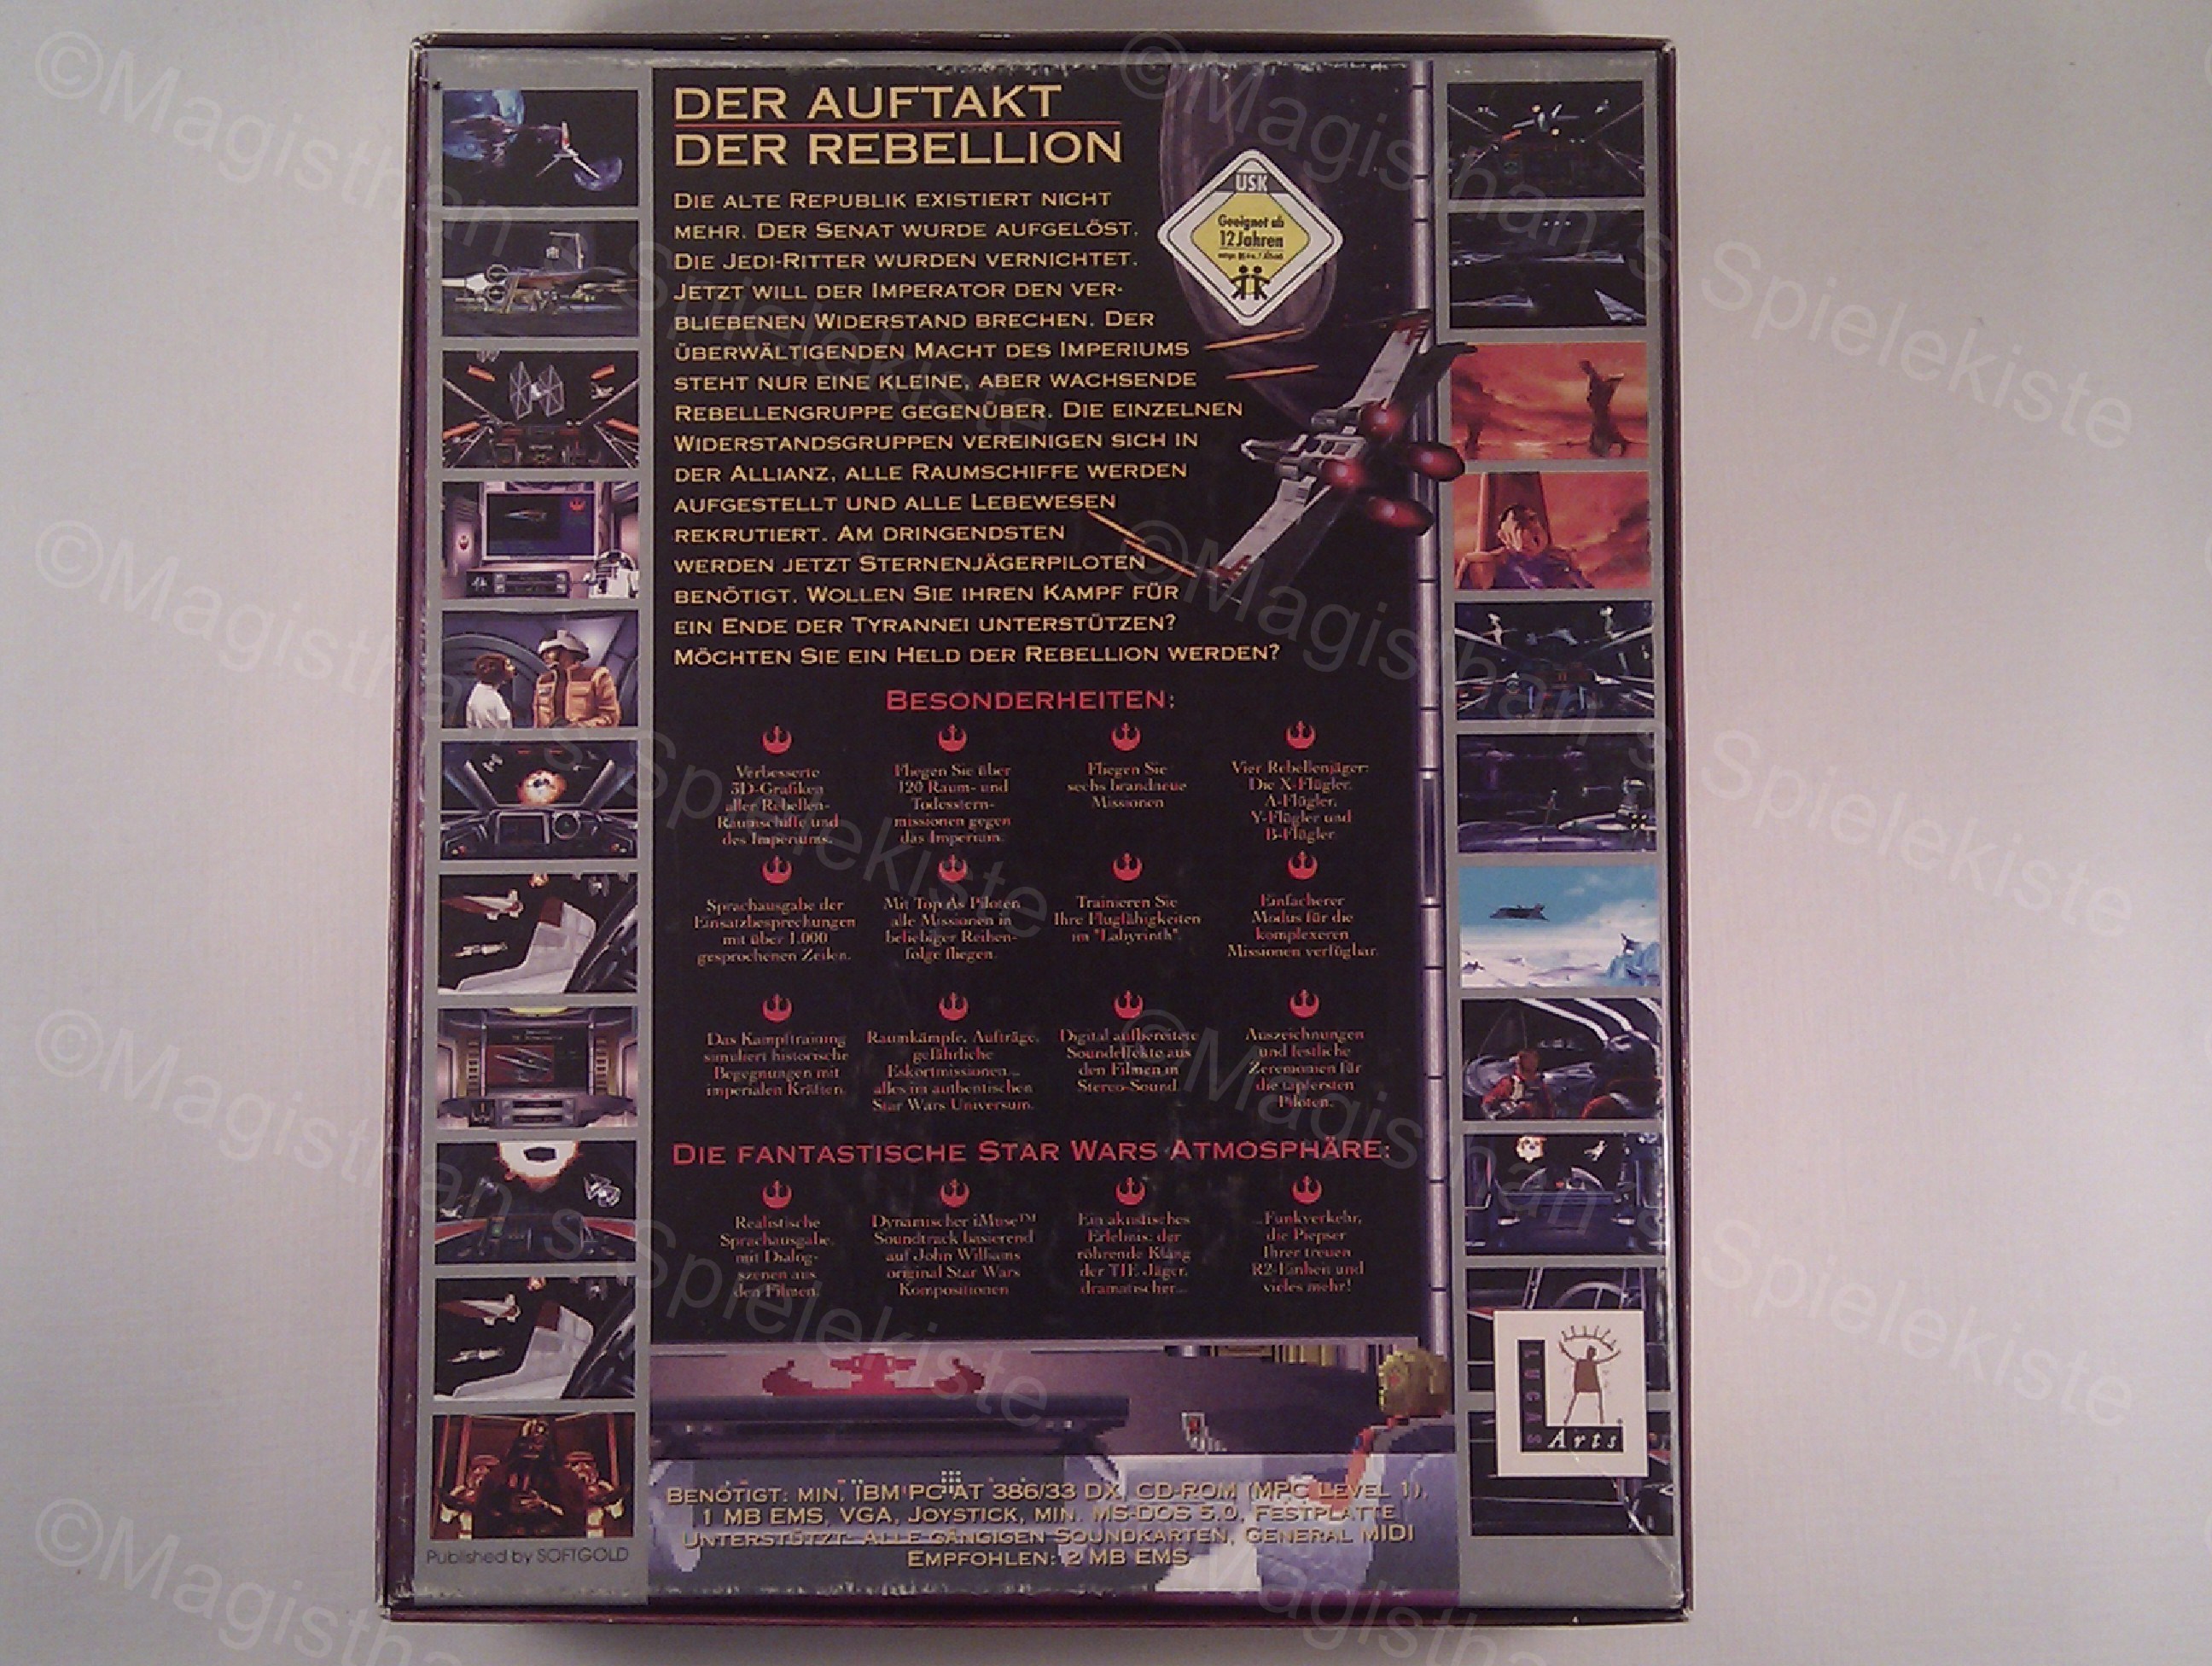 DER AUFTAKT
DER REBELLION
DIE ALTE REPUBLIK EXISTIERT NICHT
MEHR. DER SENAT WURDE AUFGELÖST.
DIE JEDI-RITTER WURDEN VERNICHTET.
JETZT WILL DER IMPERATOR DEN VER-
BLIEBENEN WIDERSTAND BRECHEN. DER
ÜBERWÄLTIGENDEN MACHT DES IMPERIUMS
STEHT NUR EINE KLEINE, ABER WACHSENDE
REBELLENGRUPPE GEGENÜBER. DIE EINZELNEN
WIDERSTANDSGRUPPEN VEREINIGEN SICH IN
DER ALLIANZ, ALLE RAUMSCHIFFE WERDEN
AUFGESTELLT UND ALLE LEBEWESEN
REKRUTIERT. AM DRINGENDSTEN
WERDEN JETZT STERNENJÄGERPILOTEN
BENÖTIGT. WOLLEN SIE IHREN KAMPF FÜR
EIN ENDE DER TYRANNEI UNTERSTÜTZEN?
MÖCHTEN SIE EIN HELD DER REBELLION WERDEN?
USK
Geeignet ab
12 Jahren
BESONDERHEITEN:
Verbesserte
3D-Grafiken
aller Rebellen-
Raumschiffe und
des Imperiums.
Fliegen Sie über
120 Raum- und
Todesstern-
missionen gegen
das Imperium.
Fliegen Sie
sechs brandneue
Missionen
Vier Rebellenjäger:
Die X-Flügler,
A-Flügler,
Y-Flügler und
B-Flügler
Sprachausgabe der
Einsatzbesprechungen
mit über 1.000
gesprochenen Zeilen.
Mit Top As Piloten
alle Missionen in
beliebiger Reihen-
folge fliegen.
Trainieren Sie
Ihre Flugfähigkeiten
im "Labyrinth".
Einfacherer
Modus für die
komplexeren
Missionen verfügbar.
Das Kampftraining
simuliert historische
Begegnungen mit
imperialen Kräften.
Raumkämpfe, Aufträge,
gefährliche
Eskortmissionen...
alles im authentischen
Star Wars Universum.
Digital aufbereitete
Soundeffekte aus
den Filmen in
Stereo-Sound.
Auszeichnungen
und festliche
Zeremonien für
die tapfersten
Piloten.
DIE FANTASTISCHE STAR WARS ATMOSPHÄRE:
Realistische
Sprachausgabe,
mit Dialog-
szenen aus
den Filmen.
Dynamischer iMuse™
Soundtrack basierend
auf John Williams
original Star Wars
Kompositionen
Ein akustisches
Erlebnis: der
röhrende Klang
der TIE-Jäger,
dramatischer...
...Funkverkehr,
die Piepser
Ihrer treuen
R2-Einheit und
vieles mehr!
LUCAS
Arts
BENÖTIGT: MIN. IBM PC AT 386/33 DX, CD-ROM (MPC LEVEL 1),
1 MB EMS, VGA, JOYSTICK, MIN. MS-DOS 5.0, FESTPLATTE
UNTERSTÜTZT: ALLE GÄNGIGEN SOUNDKARTEN, GENERAL MIDI
EMPFOHLEN: 2 MB EMS
Published by SOFTGOLD
©Magisthan's Spielekiste
©Magisthan's Spielekiste
©Magisthan's Spielekiste
©Magisthan's Spielekiste
©Magisthan's Spielekiste
©Magisthan's Spielekiste